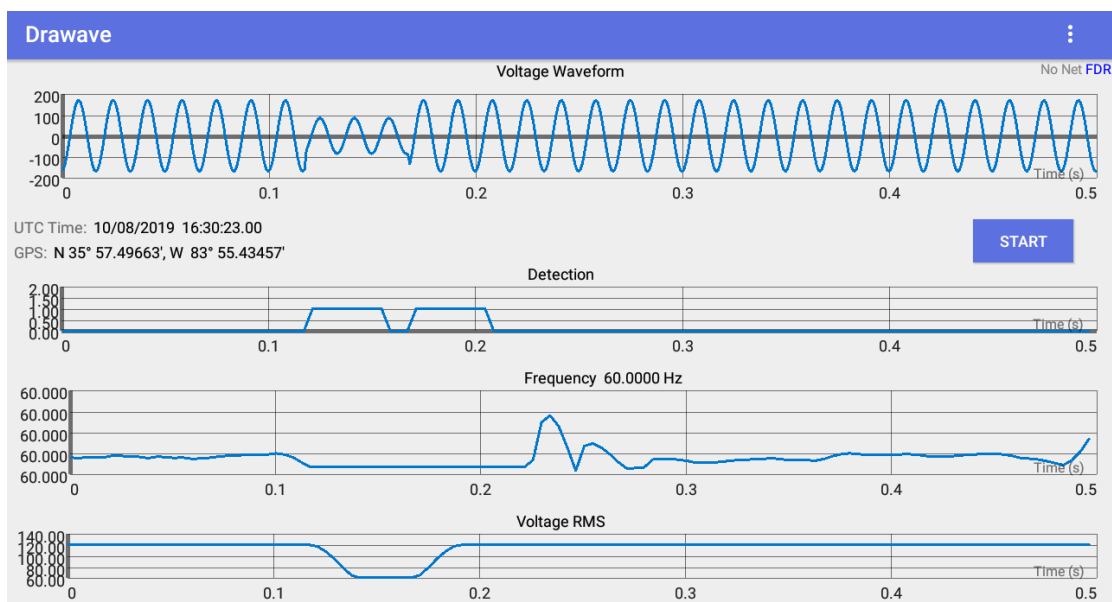 Drawave
Voltage Waveform
No Net FDR
200
100
0
-100
-200
Time (s)
0 0.1 0.2 0.3 0.4 0.5
UTC Time: 10/08/2019 16:30:23.00
GPS: N 35° 57.49663', W 83° 55.43457'
START
Detection
2.00
1.50
1.00
0.50
0.00
Time (s)
0 0.1 0.2 0.3 0.4 0.5
Frequency 60.0000 Hz
60.000
60.000
60.000
60.000
60.000
Time (s)
0 0.1 0.2 0.3 0.4 0.5
Voltage RMS
140.00
120.00
100.00
80.00
60.00
Time (s)
0 0.1 0.2 0.3 0.4 0.5